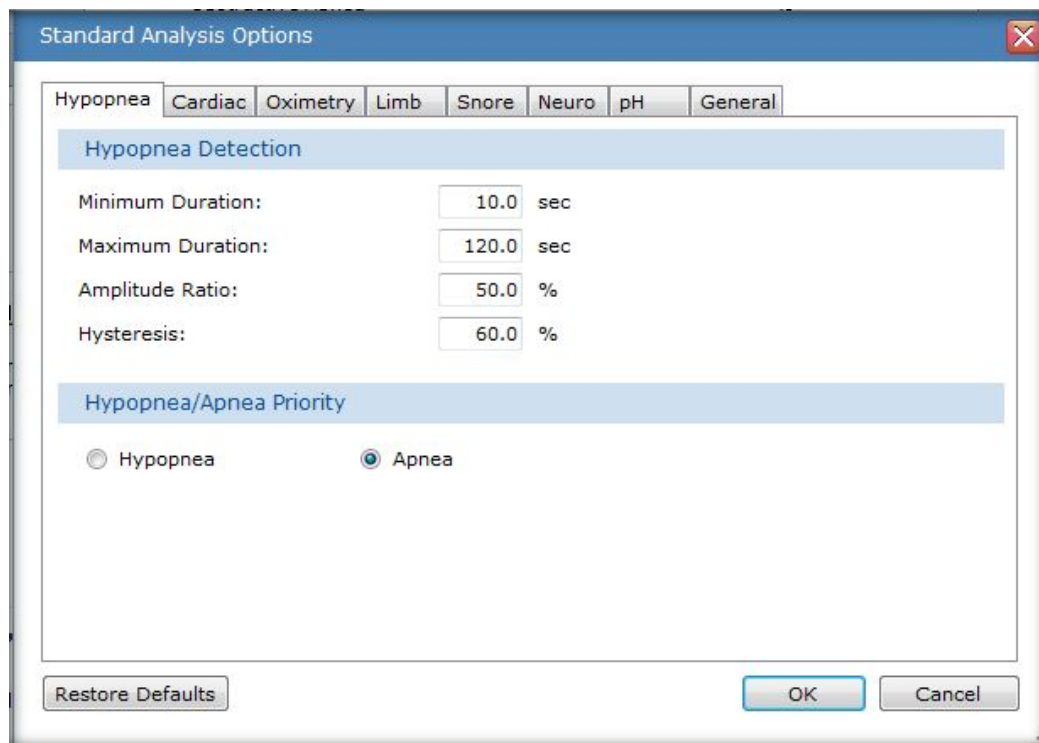 Standard Analysis Options
Hypopnea Cardiac Oximetry Limb Snore Neuro pH General
Hypopnea Detection
Minimum Duration: 10.0 sec
Maximum Duration: 120.0 sec
Amplitude Ratio: 50.0 %
Hysteresis: 60.0 %
Hypopnea/Apnea Priority
Hypopnea Apnea
Restore Defaults OK Cancel